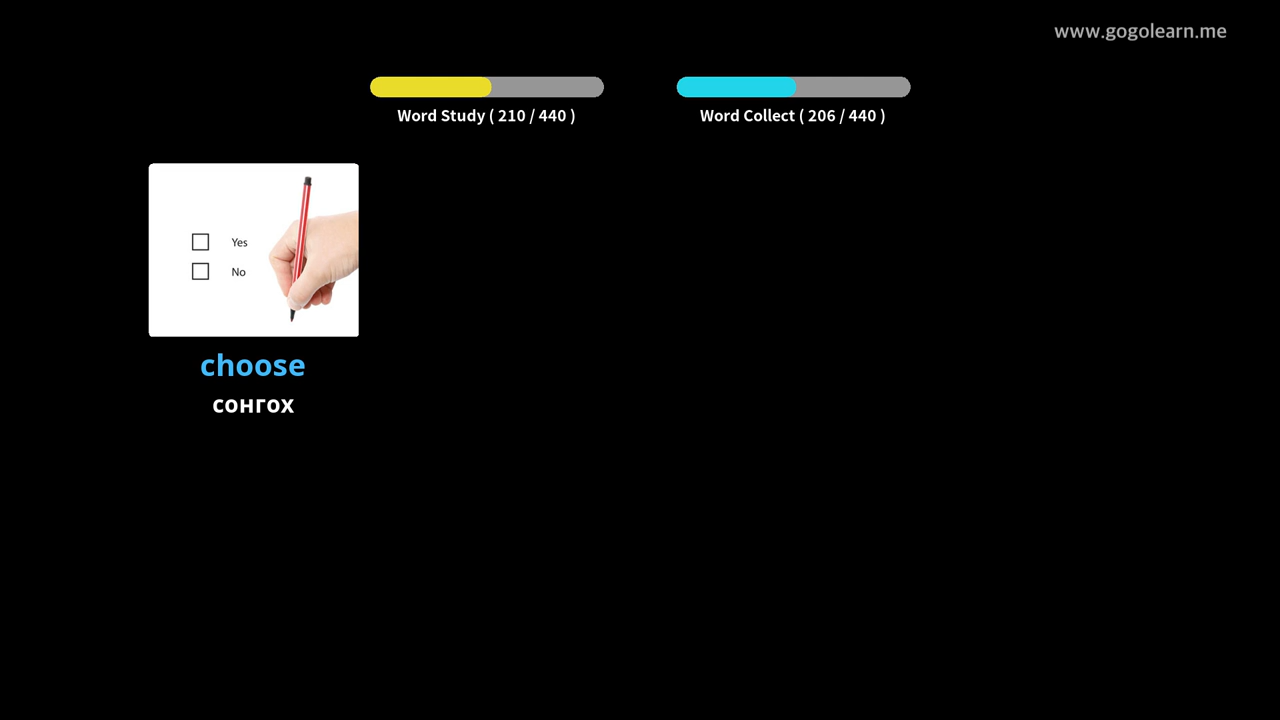 www.gogolearn.me
Word Study ( 210 / 440 )
Word Collect ( 206 / 440 )
Yes
No
choose
сонгох